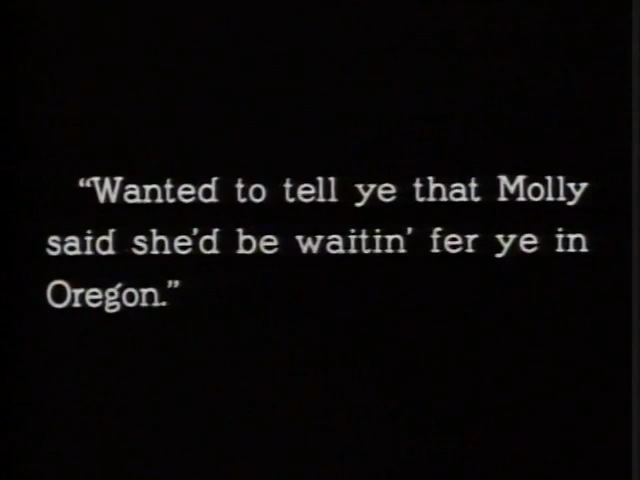 “Wanted to tell ye that Molly
said she'd be waitin' fer ye in
Oregon.”